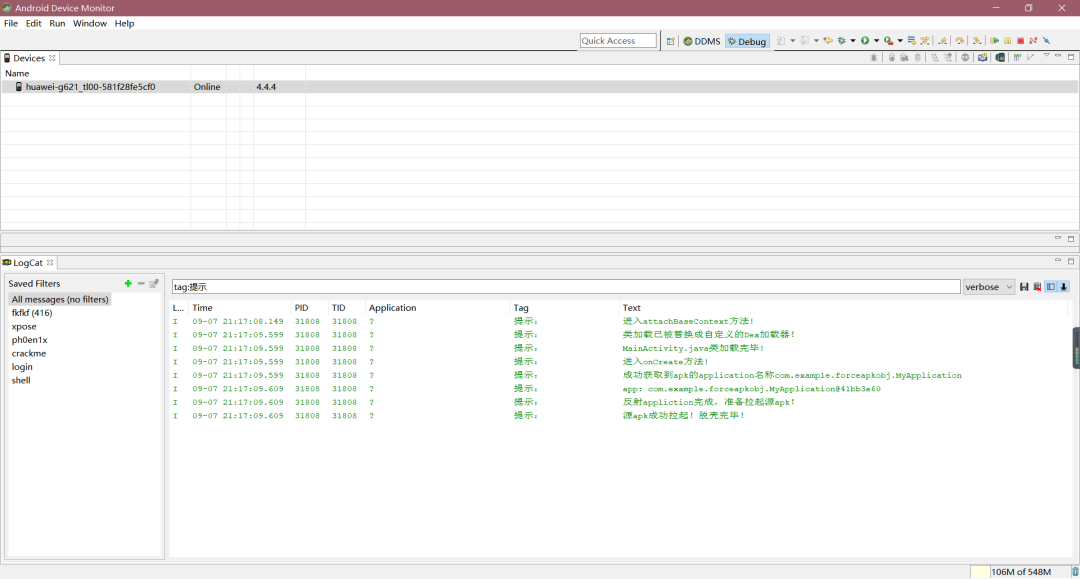 Android Device Monitor
File Edit Run Window Help
Quick Access DDMS Debug
Devices
Name
huawei-g621_tl00-581f28fe5cf0 Online 4.4.4
LogCat
Saved Filters
All messages (no filters)
fkfkf (416)
xpose
ph0en1x
crackme
login
shell
tag:提示 verbose
L... Time PID TID Application Tag Text
I 09-07 21:17:08.149 31808 31808 ? 提示: 进入attachBaseContext方法!
I 09-07 21:17:09.599 31808 31808 ? 提示: 类加载已被替换成自定义的Dex加载器!
I 09-07 21:17:09.599 31808 31808 ? 提示: MainActivity.java类加载完毕!
I 09-07 21:17:09.599 31808 31808 ? 提示: 进入onCreate方法!
I 09-07 21:17:09.599 31808 31808 ? 提示: 成功获取到apk的application名称com.example.forceapkobj.MyApplication
I 09-07 21:17:09.609 31808 31808 ? 提示: app: com.example.forceapkobj.MyApplication@41bb3e60
I 09-07 21:17:09.609 31808 31808 ? 提示: 反射appliction完成，准备拉起源apk!
I 09-07 21:17:09.609 31808 31808 ? 提示: 源apk成功拉起! 脱壳完毕!
106M of 548M